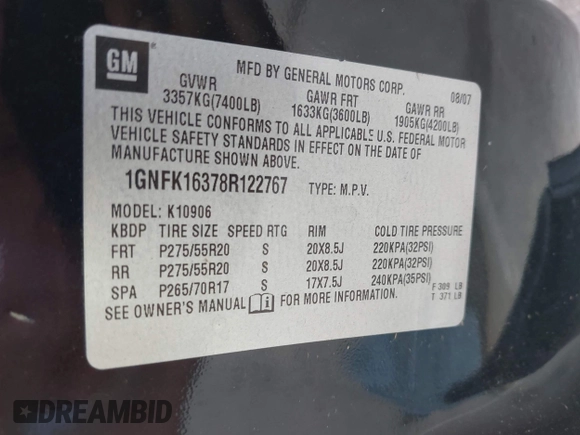 GM
MFD BY GENERAL MOTORS CORP. 08/07
GVWR GAWR FRT GAWR RR
3357KG(7400LB) 1633KG(3600LB) 1905KG(4200LB)
THIS VEHICLE CONFORMS TO ALL APPLICABLE U.S. FEDERAL MOTOR
VEHICLE SAFETY STANDARDS IN EFFECT ON THE DATE OF
MANUFACTURE SHOWN ABOVE.
1GNFK16378R122767 TYPE: M.P.V.
MODEL: K10906
KBDP TIRE SIZE SPEED RTG RIM COLD TIRE PRESSURE
FRT P275/55R20 S 20X8.5J 220KPA(32PSI)
RR P275/55R20 S 20X8.5J 220KPA(32PSI)
SPA P265/70R17 S 17X7.5J 240KPA(35PSI)
F 309 LB
T 371 LB
SEE OWNER'S MANUAL i FOR MORE INFORMATION.
DREAMBID